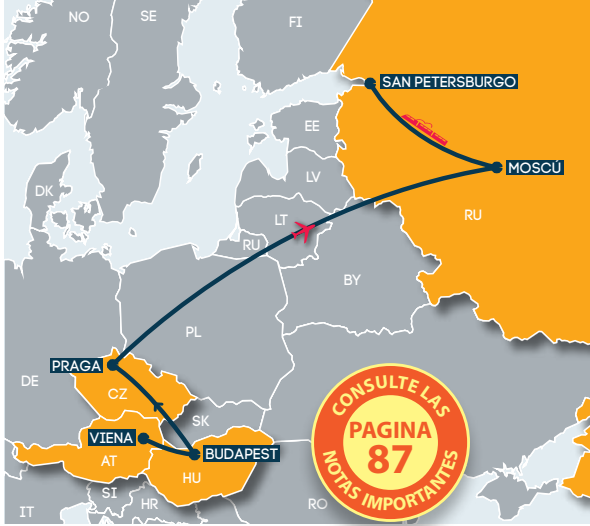 NO
SE
FI
SAN PETERSBURGO
EE
MOSCÚ
LV
DK
LT
RU
RU
BY
PL
PRAGA
DE
CZ
CONSULTE LAS
PAGINA
87
NOTAS IMPORTANTES
SK
VIENA
BUDAPEST
AT
HU
SI
HR
RO
IT